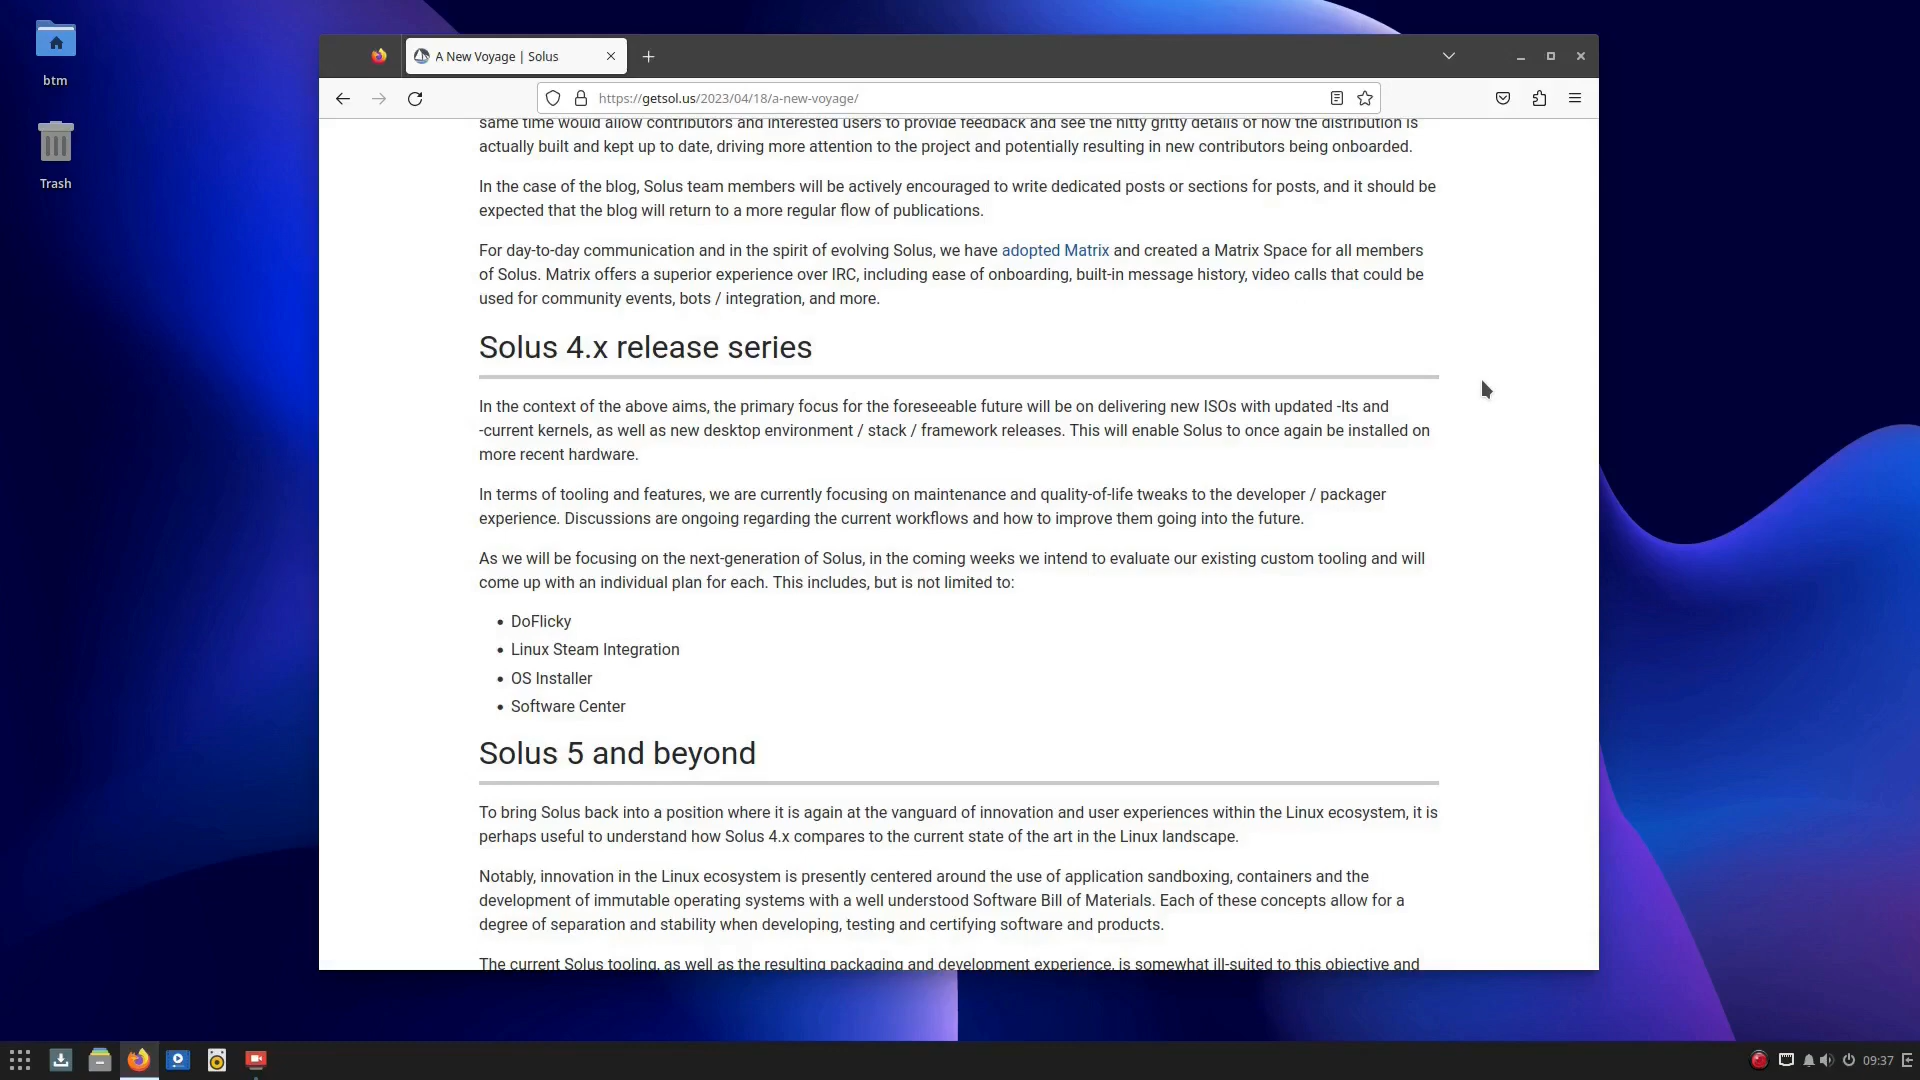 btm
Trash
A New Voyage | Solus
https://getsol.us/2023/04/18/a-new-voyage/
same time would allow contributors and interested users to provide feedback and see the nitty gritty details of how the distribution is
actually built and kept up to date, driving more attention to the project and potentially resulting in new contributors being onboarded.
In the case of the blog, Solus team members will be actively encouraged to write dedicated posts or sections for posts, and it should be
expected that the blog will return to a more regular flow of publications.
For day-to-day communication and in the spirit of evolving Solus, we have adopted Matrix and created a Matrix Space for all members
of Solus. Matrix offers a superior experience over IRC, including ease of onboarding, built-in message history, video calls that could be
used for community events, bots / integration, and more.
Solus 4.x release series
In the context of the above aims, the primary focus for the foreseeable future will be on delivering new ISOs with updated -lts and
-current kernels, as well as new desktop environment / stack / framework releases. This will enable Solus to once again be installed on
more recent hardware.
In terms of tooling and features, we are currently focusing on maintenance and quality-of-life tweaks to the developer / packager
experience. Discussions are ongoing regarding the current workflows and how to improve them going into the future.
As we will be focusing on the next-generation of Solus, in the coming weeks we intend to evaluate our existing custom tooling and will
come up with an individual plan for each. This includes, but is not limited to:
• DoFlicky
• Linux Steam Integration
• OS Installer
• Software Center
Solus 5 and beyond
To bring Solus back into a position where it is again at the vanguard of innovation and user experiences within the Linux ecosystem, it is
perhaps useful to understand how Solus 4.x compares to the current state of the art in the Linux landscape.
Notably, innovation in the Linux ecosystem is presently centered around the use of application sandboxing, containers and the
development of immutable operating systems with a well understood Software Bill of Materials. Each of these concepts allow for a
degree of separation and stability when developing, testing and certifying software and products.
The current Solus tooling, as well as the resulting packaging and development experience, is somewhat ill-suited to this objective and
09:37